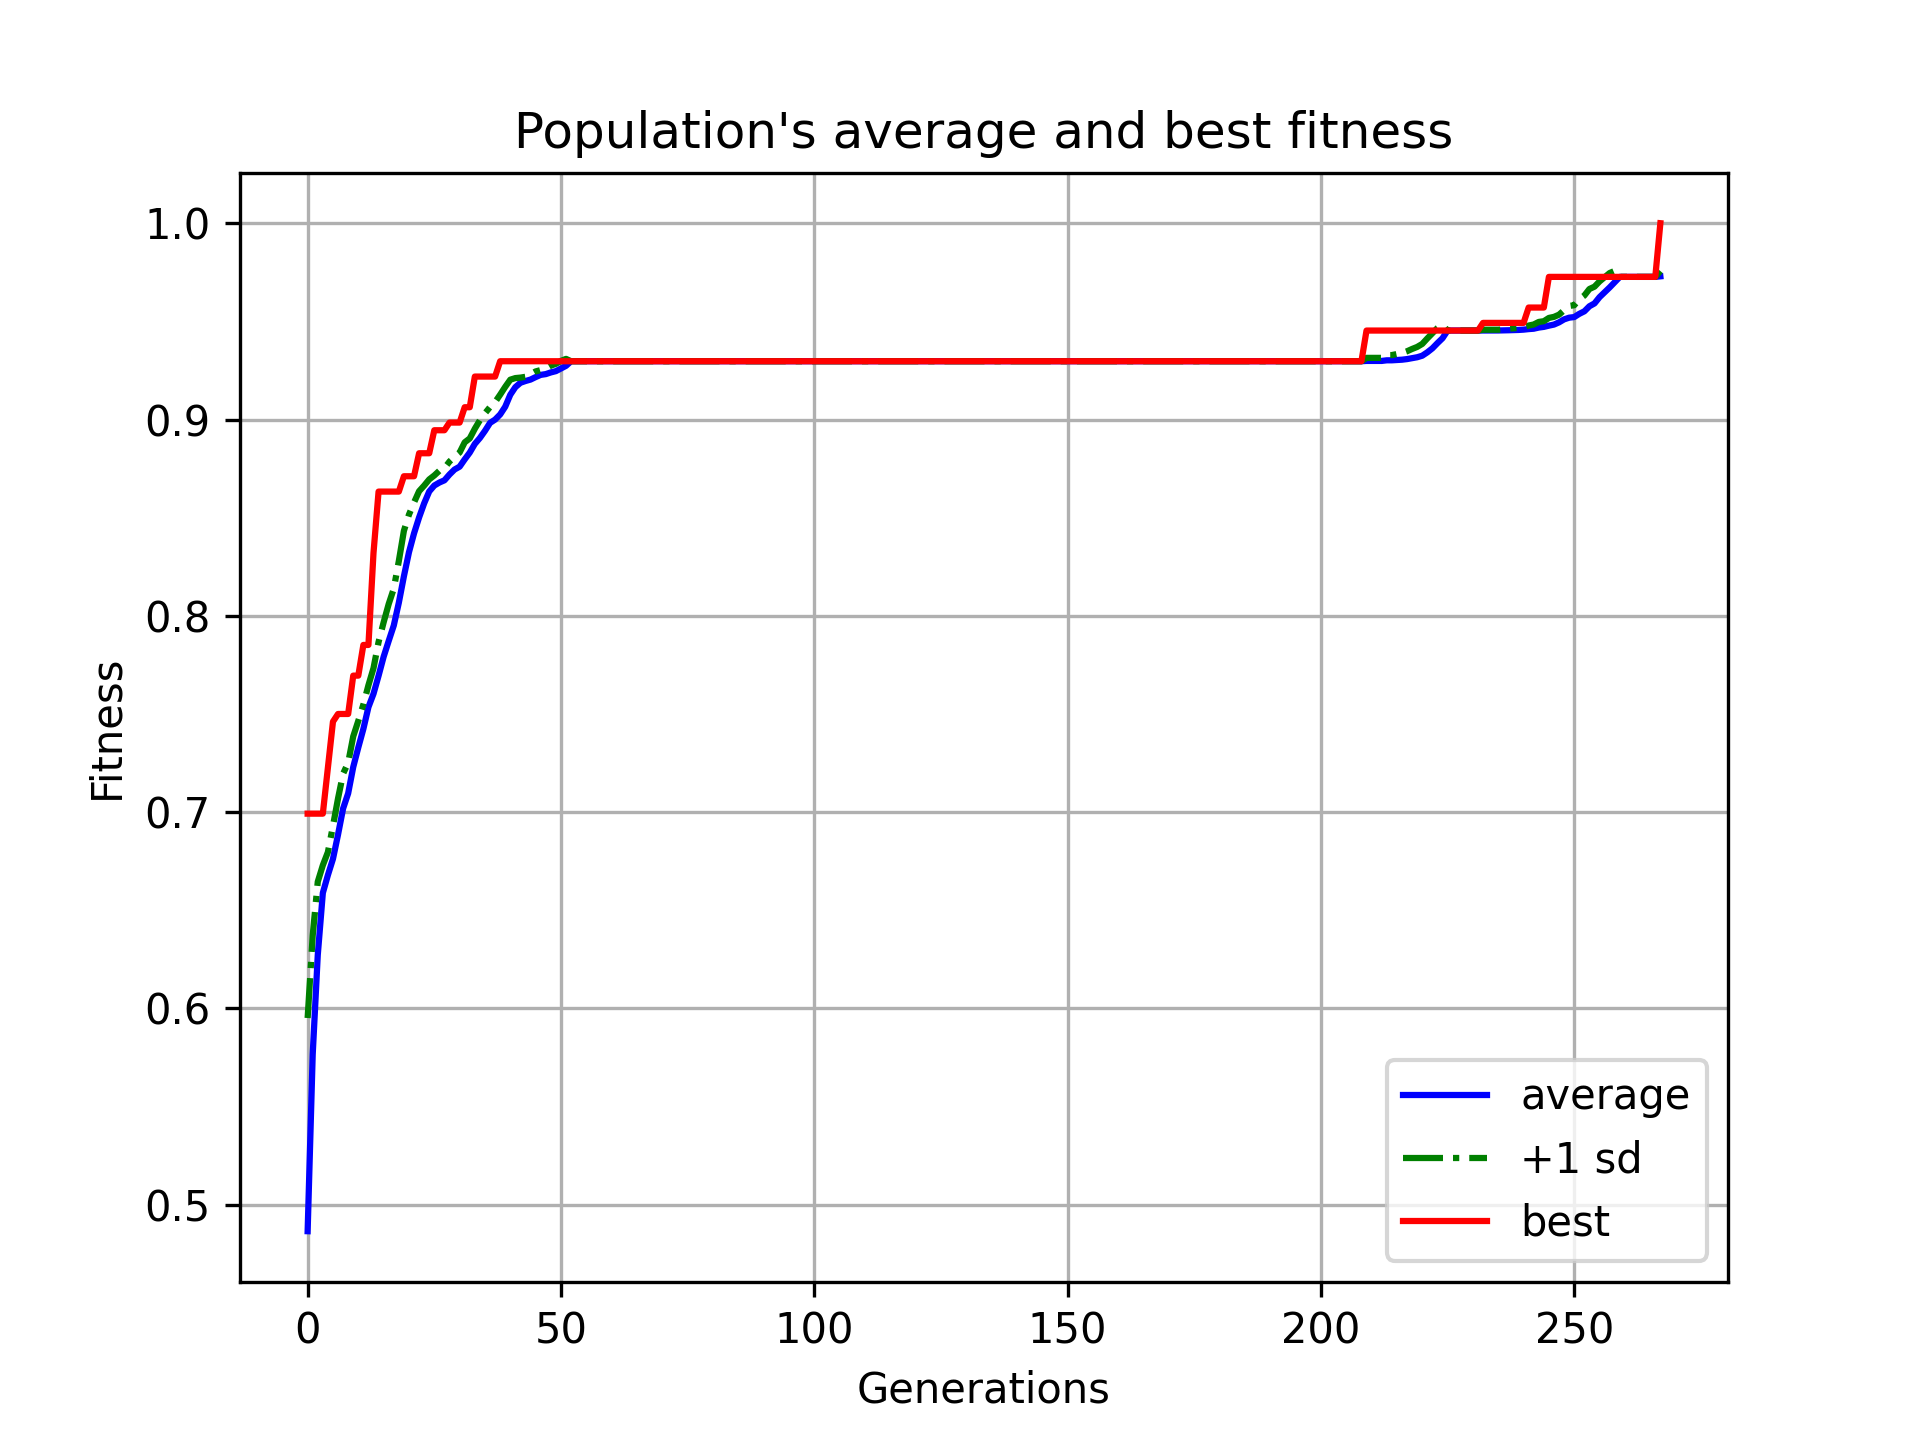 Population's average and best fitness
1.0
0.9
0.8
0.7
0.6
0.5
Fitness
0 50 100 150 200 250
Generations
average
+1 sd
best